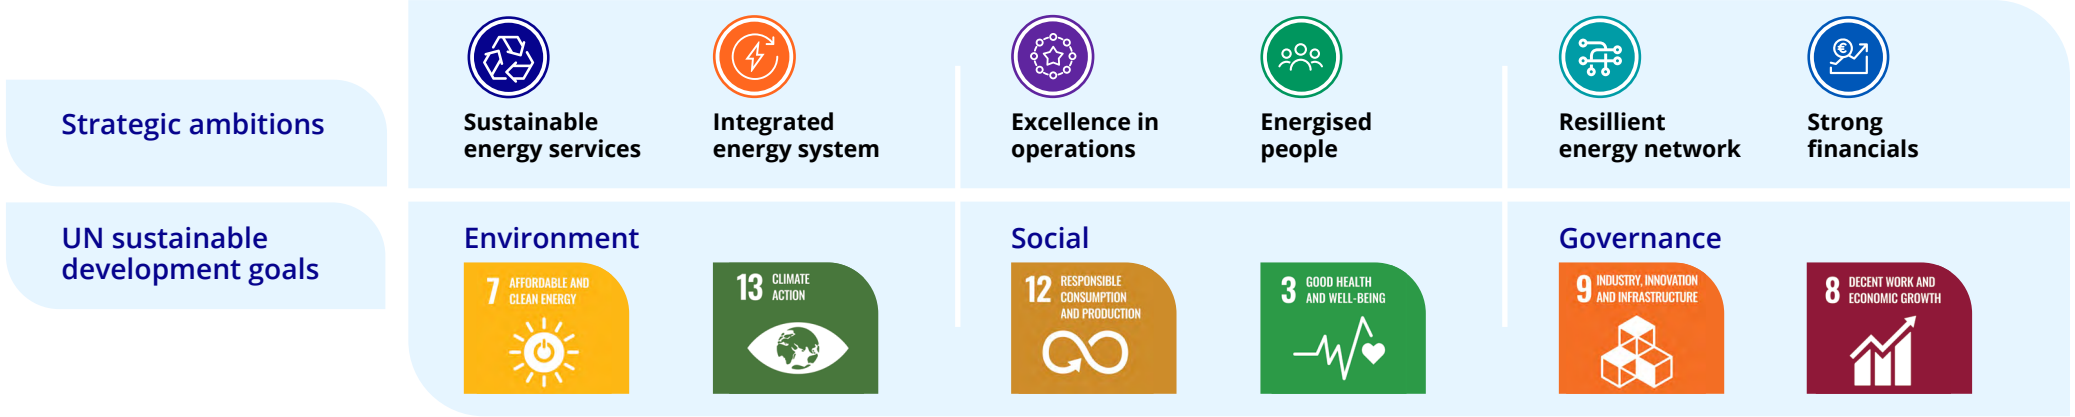 Strategic ambitions
Sustainable
energy services
Integrated
energy system
Excellence in
operations
Energised
people
Resillient
energy network
Strong
financials
UN sustainable
development goals
Environment
7 AFFORDABLE AND
CLEAN ENERGY
13 CLIMATE
ACTION
Social
12 RESPONSIBLE
CONSUMPTION
AND PRODUCTION
3 GOOD HEALTH
AND WELL-BEING
Governance
9 INDUSTRY, INNOVATION
AND INFRASTRUCTURE
8 DECENT WORK AND
ECONOMIC GROWTH